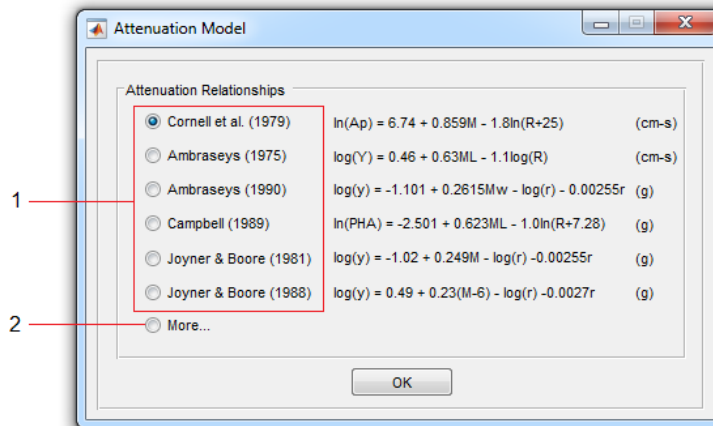 Attenuation Model
Attenuation Relationships
Cornell et al. (1979) ln(Ap) = 6.74 + 0.859M - 1.8ln(R+25) (cm-s)
Ambraseys (1975) log(Y) = 0.46 + 0.63ML - 1.1log(R) (cm-s)
1 Ambraseys (1990) log(y) = -1.101 + 0.2615Mw - log(r) - 0.00255r (g)
Campbell (1989) ln(PHA) = -2.501 + 0.623ML - 1.0ln(R+7.28) (g)
Joyner & Boore (1981) log(y) = -1.02 + 0.249M - log(r) -0.00255r (g)
Joyner & Boore (1988) log(y) = 0.49 + 0.23(M-6) - log(r) -0.0027r (g)
2 More...
OK